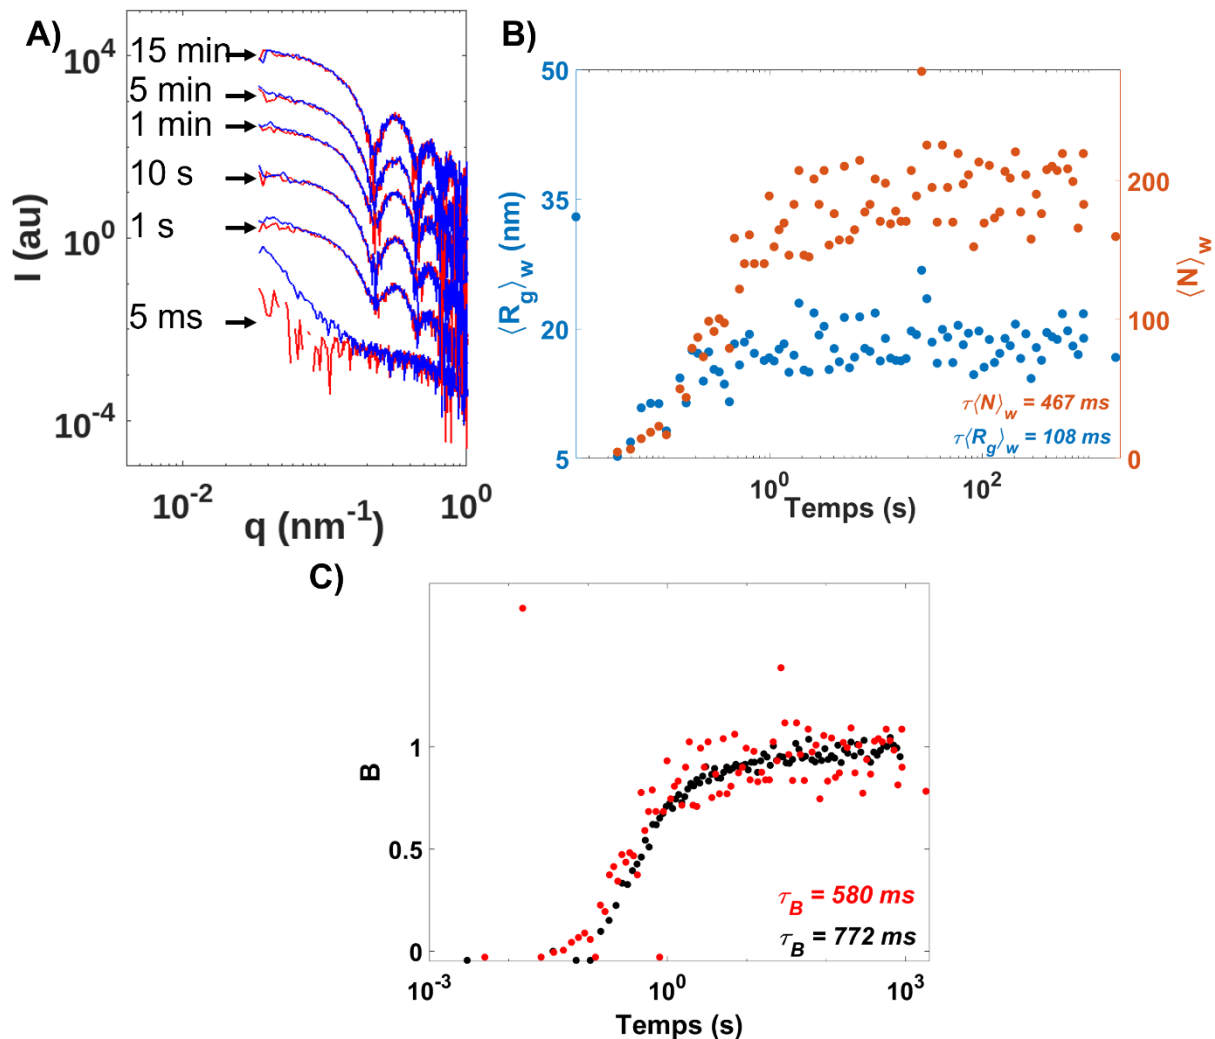 A)
15 min
5 min
1 min
10 s
1 s
5 ms
10^4
10^0
10^-4
I (au)
10^-2
10^0
q (nm^-1)
B)
50
35
20
5
⟨R_g⟩_w (nm)
200
100
0
⟨N⟩_w
τ⟨N⟩_w = 467 ms
τ⟨R_g⟩_w = 108 ms
10^0
10^2
Temps (s)
C)
1
0.5
0
B
τ_B = 580 ms
τ_B = 772 ms
10^-3
10^0
10^3
Temps (s)